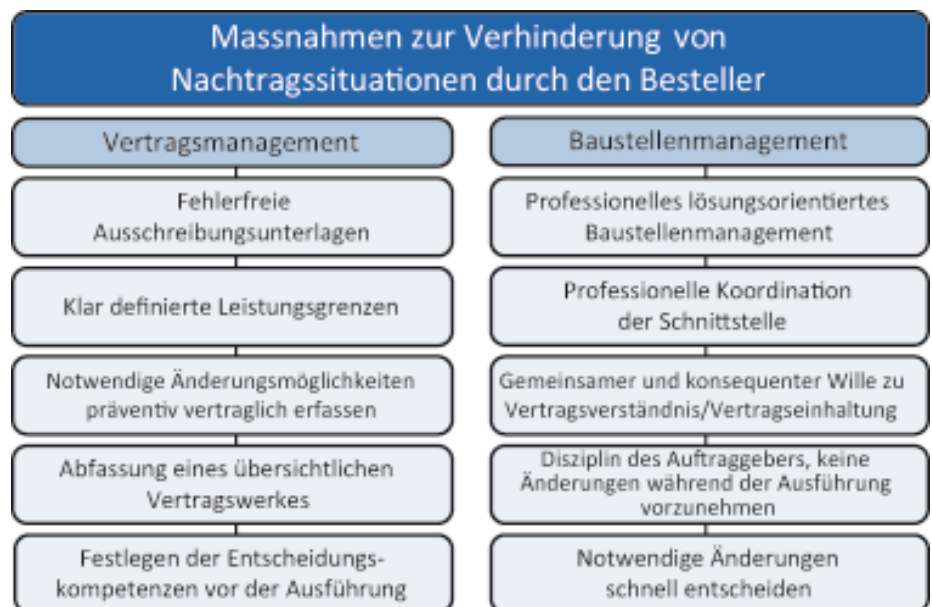 Massnahmen zur Verhinderung von
Nachtragssituationen durch den Besteller
Vertragsmanagement
Fehlerfreie
Ausschreibungsunterlagen
Klar definierte Leistungsgrenzen
Notwendige Änderungsmöglichkeiten
präventiv vertraglich erfassen
Abfassung eines übersichtlichen
Vertragswerkes
Festlegen der Entscheidungs-
kompetenzen vor der Ausführung
Baustellenmanagement
Professionelles lösungsorientiertes
Baustellenmanagement
Professionelle Koordination
der Schnittstelle
Gemeinsamer und konsequenter Wille zu
Vertragsverständnis/Vertragseinhaltung
Disziplin des Auftraggebers, keine
Änderungen während der Ausführung
vorzunehmen
Notwendige Änderungen
schnell entscheiden